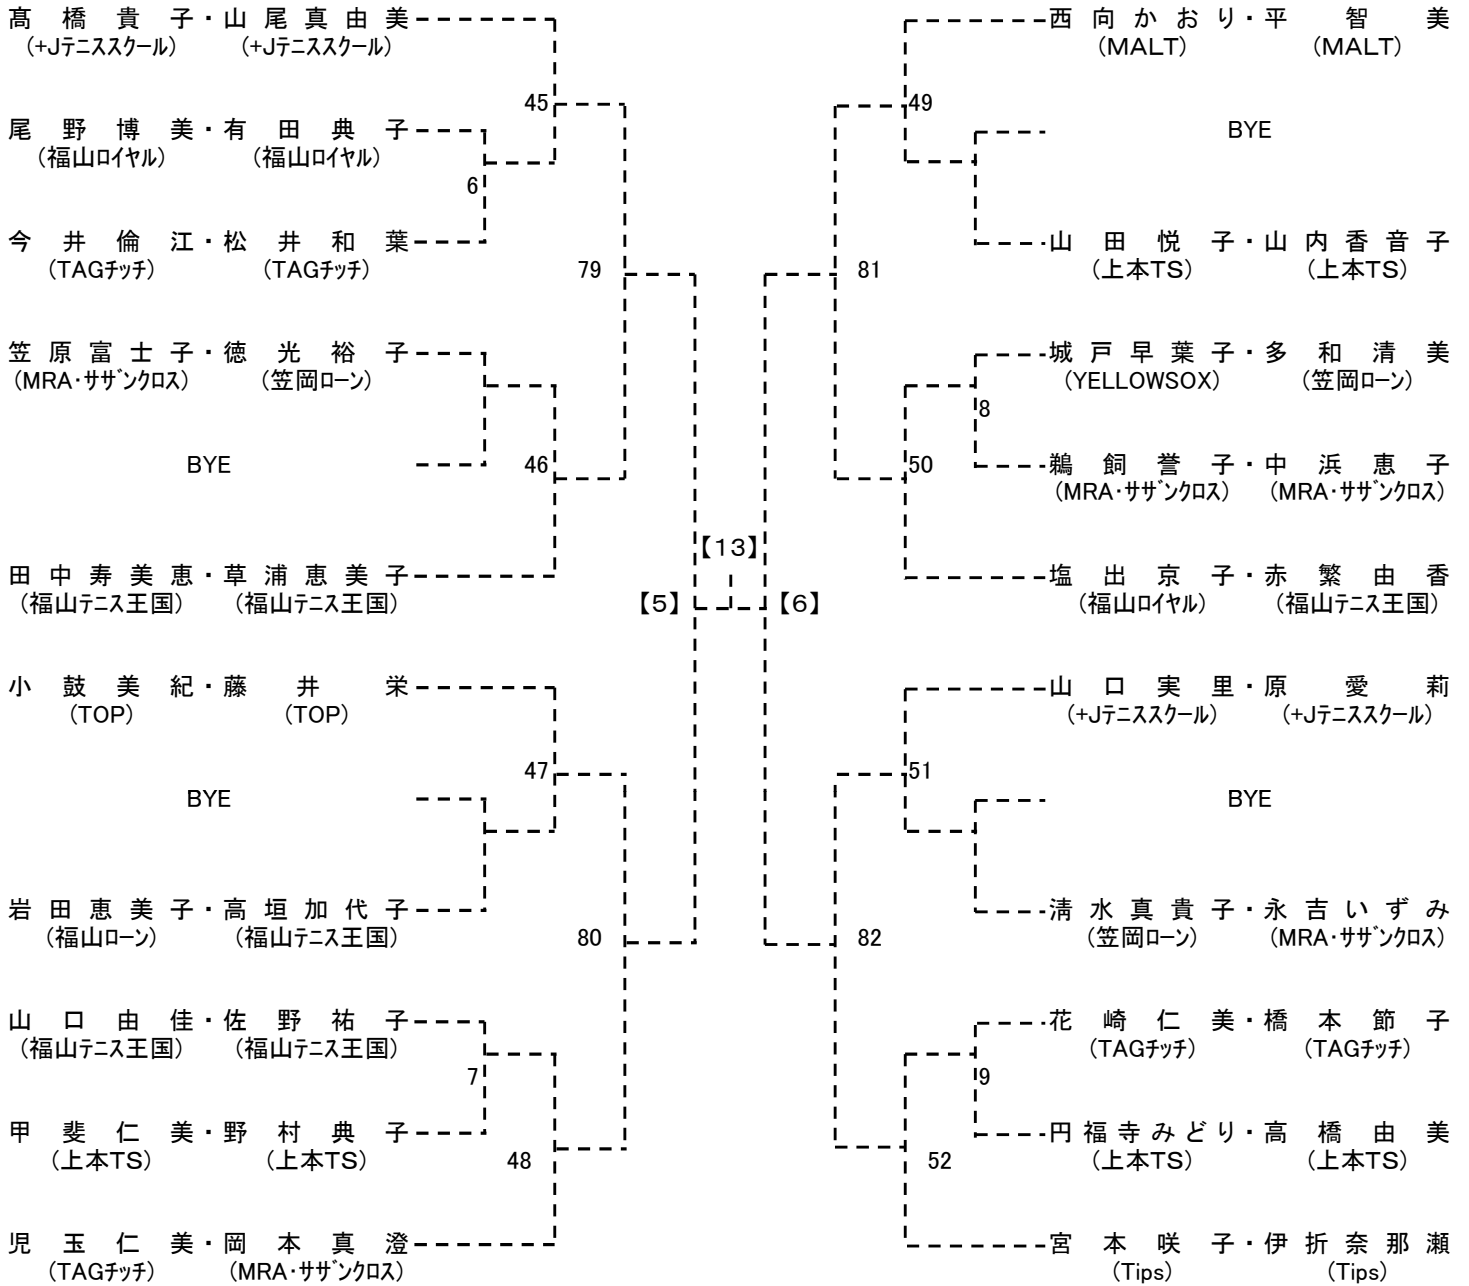 髙橋貴子・山尾真由美
(+Jテニススクール) (+Jテニススクール)
45
尾野博美・有田典子
(福山ロイヤル) (福山ロイヤル)
6
今井倫江・松井和葉
(TAGチッチ) (TAGチッチ)
79
笠原富士子・徳光裕子
(MRA・サザンクロス) (笠岡ローン)
BYE
46
田中寿美恵・草浦恵美子
(福山テニス王国) (福山テニス王国)
【5】
小鼓美紀・藤井栄
(TOP) (TOP)
47
BYE
岩田恵美子・高垣加代子
(福山ローン) (福山テニス王国)
80
山口由佳・佐野祐子
(福山テニス王国) (福山テニス王国)
7
甲斐仁美・野村典子
(上本TS) (上本TS)
48
児玉仁美・岡本真澄
(TAGチッチ) (MRA・サザンクロス)
【13】
西向かおり・平智美
(MALT) (MALT)
49
BYE
山田悦子・山内香音子
(上本TS) (上本TS)
81
城戸早葉子・多和清美
(YELLOWSOX) (笠岡ローン)
8
50
鵜飼誉子・中浜恵子
(MRA・サザンクロス) (MRA・サザンクロス)
塩出京子・赤繁由香
(福山ロイヤル) (福山テニス王国)
【6】
山口実里・原愛莉
(+Jテニススクール) (+Jテニススクール)
51
BYE
清水真貴子・永吉いずみ
(笠岡ローン) (MRA・サザンクロス)
82
花崎仁美・橋本節子
(TAGチッチ) (TAGチッチ)
9
円福寺みどり・高橋由美
(上本TS) (上本TS)
52
宮本咲子・伊折奈那瀬
(Tips) (Tips)